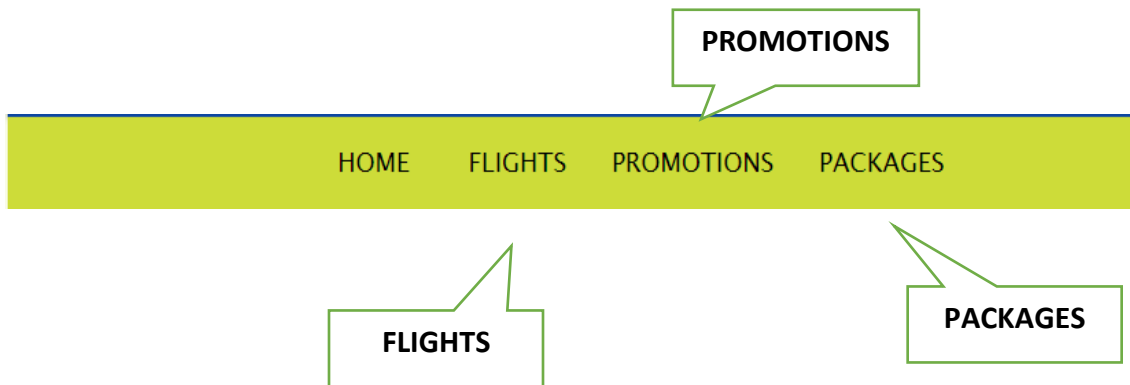 PROMOTIONS
HOME FLIGHTS PROMOTIONS PACKAGES
PACKAGES
FLIGHTS